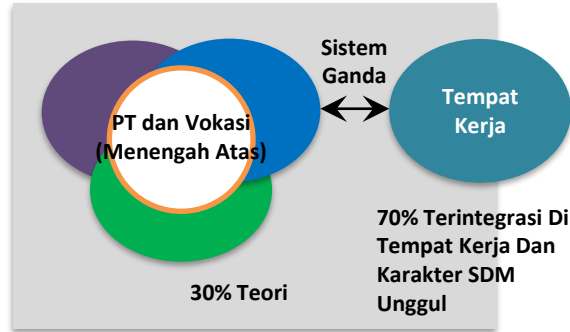 Sistem
Ganda
Tempat
Kerja
PT dan Vokasi
(Menengah Atas)
70% Terintegrasi Di
Tempat Kerja Dan
Karakter SDM
Unggul
30% Teori